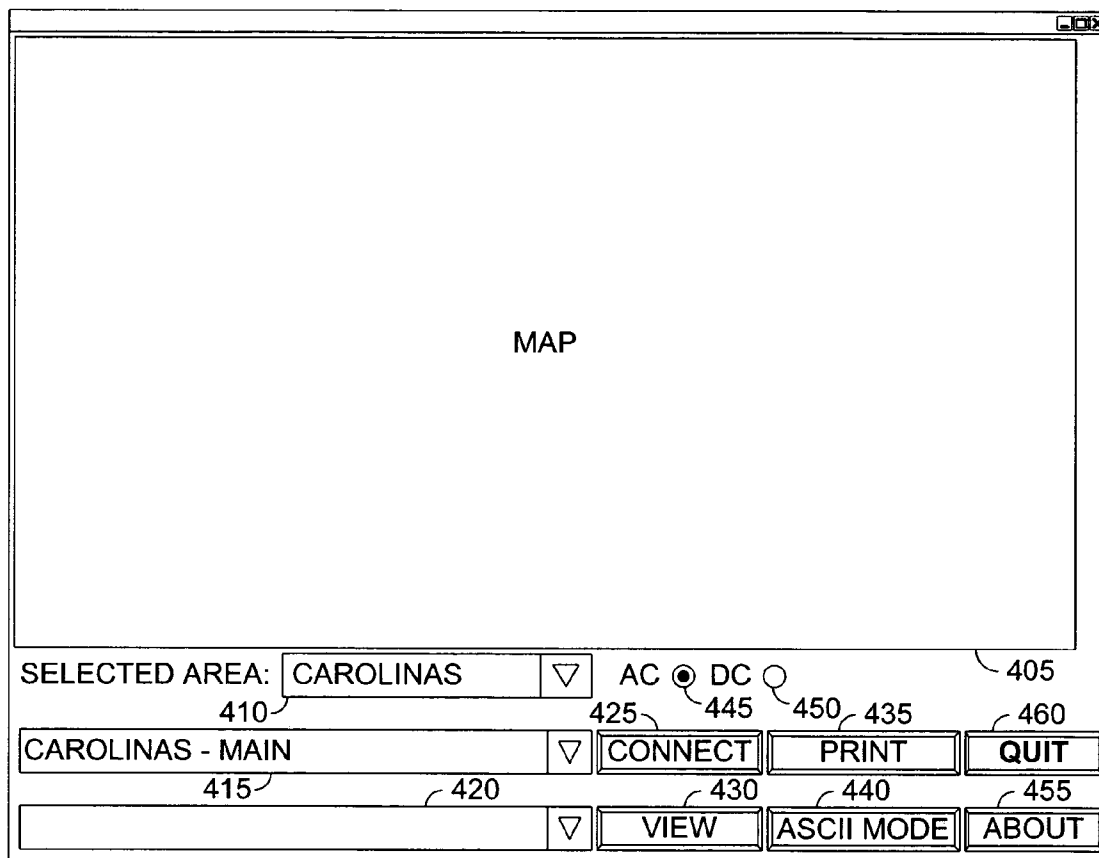 MAP
SELECTED AREA: CAROLINAS AC DC 405
410 425 445 450 435 460
CAROLINAS - MAIN CONNECT PRINT QUIT
415 420 430 440 455
VIEW ASCII MODE ABOUT